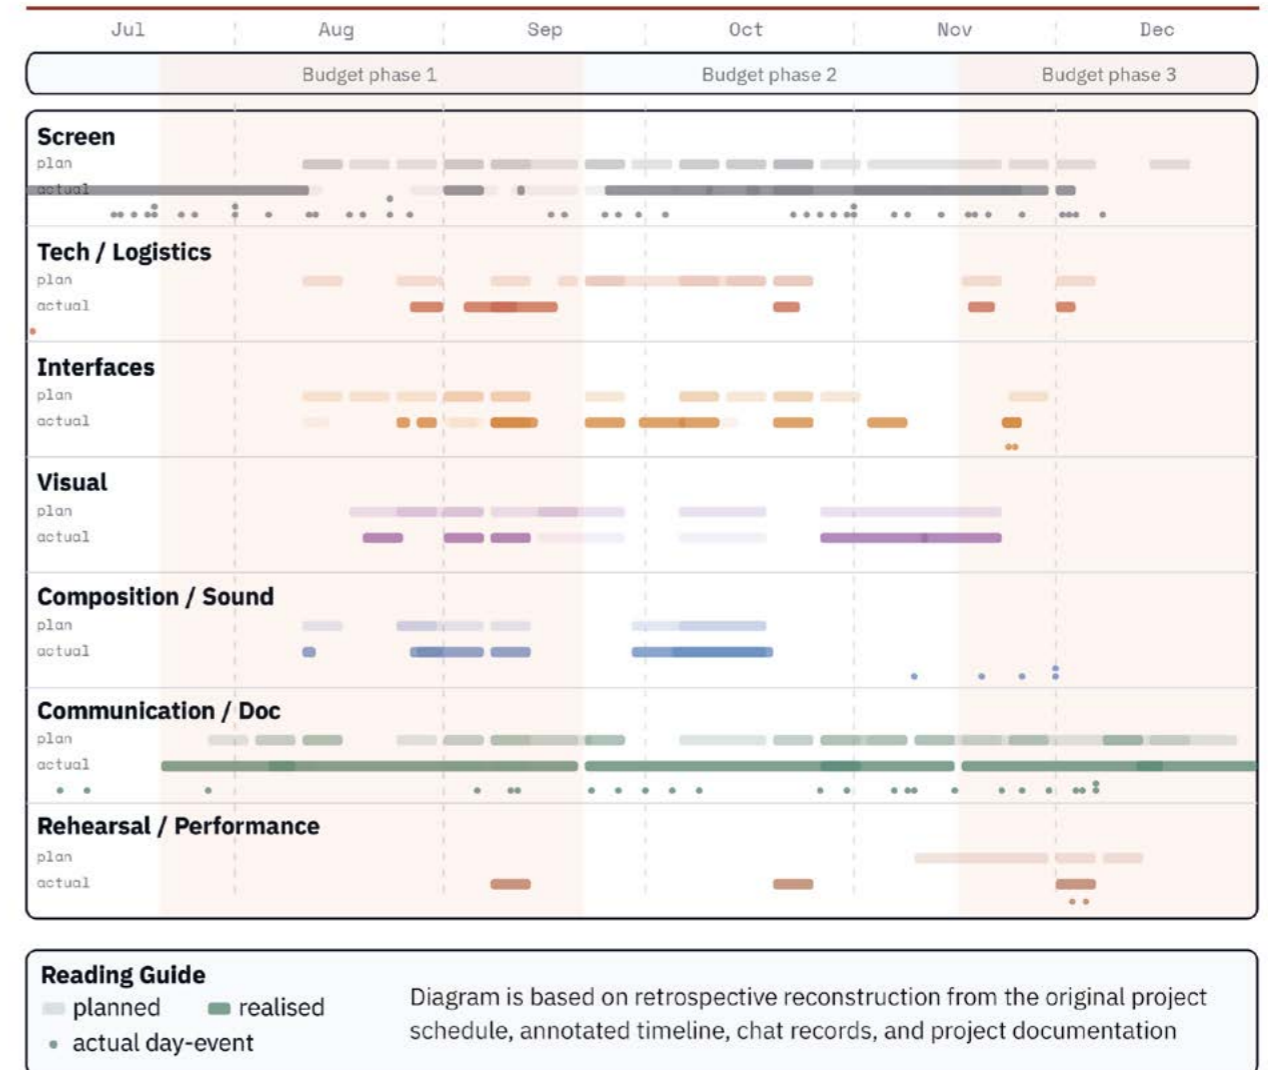 Jul Aug Sep Oct Nov Dec
Budget phase 1 Budget phase 2 Budget phase 3
Screen
plan
actual
Tech / Logistics
plan
actual
Interfaces
plan
actual
Visual
plan
actual
Composition / Sound
plan
actual
Communication / Doc
plan
actual
Rehearsal / Performance
plan
actual
Reading Guide
planned realised
actual day-event
Diagram is based on retrospective reconstruction from the original project
schedule, annotated timeline, chat records, and project documentation